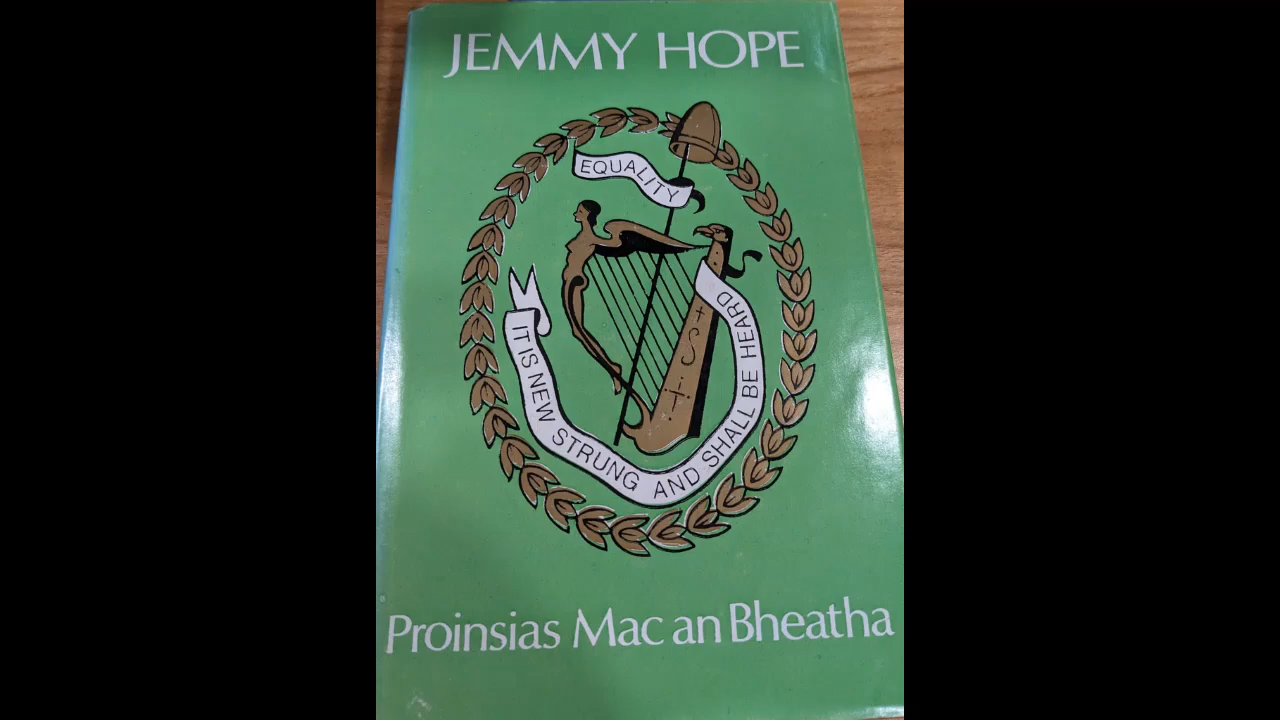 JEMMY HOPE
EQUALITY
IT IS NEW STRUNG AND SHALL BE HEARD
Proinsias Mac an Bheatha